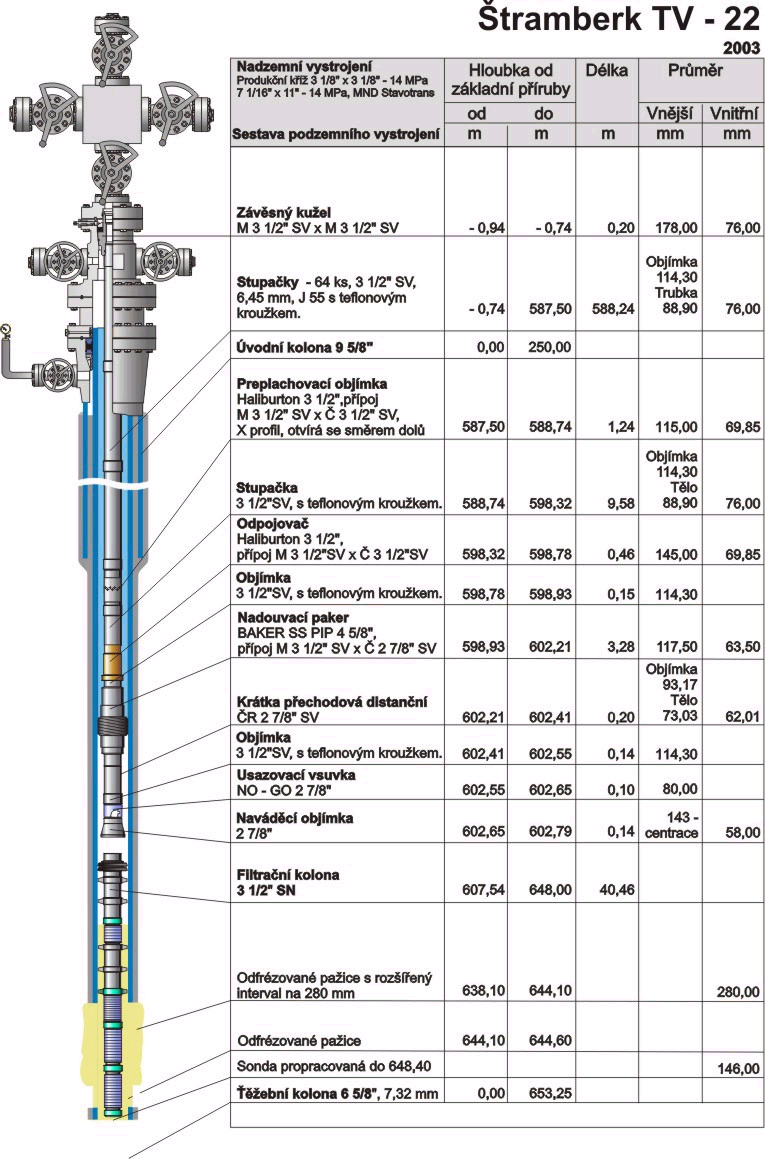 Štramberk TV - 22
2003
Nadzemní vystrojení
Produkční kříž 3 1/8" x 3 1/8" - 14 MPa
7 1/16" x 11" - 14 MPa, MND Stavotrans
Sestava podzemního vystrojení
Hloubka od
základní příruby
Délka
Průměr
od do Vnější Vnitřní
m m m mm mm
Závěsný kužel
M 3 1/2" SV x M 3 1/2" SV - 0,94 - 0,74 0,20 178,00 76,00
Stupačky - 64 ks, 3 1/2" SV,
6,45 mm, J 55 s teflonovým
kroužkem. - 0,74 587,50 588,24
Objímka
114,30
Trubka
88,90 76,00
Úvodní kolona 9 5/8" 0,00 250,00
Preplachovací objímka
Haliburton 3 1/2",přípoj
M 3 1/2" SV x Č 3 1/2" SV,
X profil, otvírá se směrem dolů 587,50 588,74 1,24 115,00 69,85
Stupačka
3 1/2"SV, s teflonovým kroužkem. 588,74 598,32 9,58
Objímka
114,30
Tělo
88,90 76,00
Odpojovač
Haliburton 3 1/2",
přípoj M 3 1/2"SV x Č 3 1/2"SV 598,32 598,78 0,46 145,00 69,85
Objímka
3 1/2"SV, s teflonovým kroužkem. 598,78 598,93 0,15 114,30
Nadouvací paker
BAKER SS PIP 4 5/8",
přípoj M 3 1/2" SV x Č 2 7/8" SV 598,93 602,21 3,28 117,50 63,50
Krátka přechodová distanční
ČR 2 7/8" SV 602,21 602,41 0,20
Objímka
93,17
Tělo
73,03 62,01
Objímka
3 1/2"SV, s teflonovým kroužkem. 602,41 602,55 0,14 114,30
Usazovací vsuvka
NO - GO 2 7/8" 602,55 602,65 0,10 80,00
Naváděcí objímka
2 7/8" 602,65 602,79 0,14
143 -
centrace 58,00
Filtrační kolona
3 1/2" SN 607,54 648,00 40,46
Odfrézované pažice s rozšířený
interval na 280 mm 638,10 644,10 280,00
Odfrézované pažice 644,10 644,60
Sonda propracovaná do 648,40 146,00
Ťěžební kolona 6 5/8", 7,32 mm 0,00 653,25